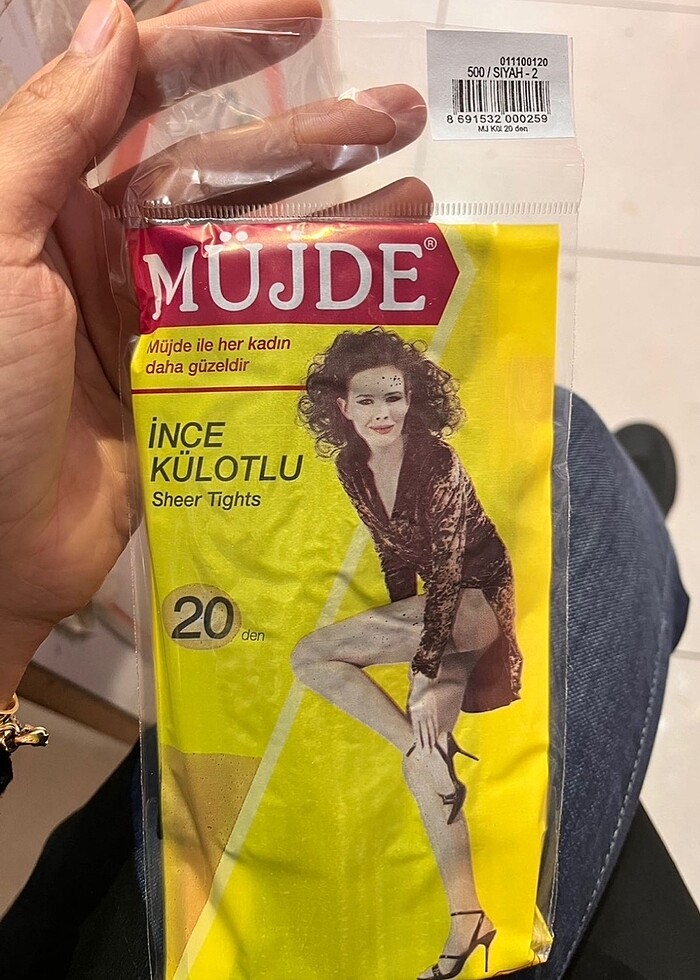 011100120
500 / SIYAH - 2
8 691532 000259
MJ Kül 20 den
MÜJDE®
Müjde ile her kadın
daha güzeldir
İNCE
KÜLOTLU
Sheer Tights
20 den